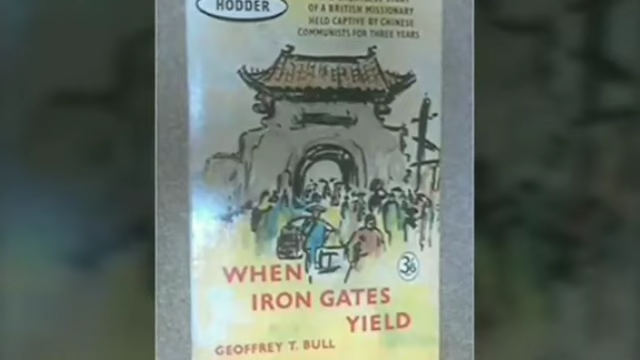 HODDER
OF A BRITISH MISSIONARY
HELD CAPTIVE BY CHINESE
COMMUNISTS FOR THREE YEARS
3/6
WHEN
IRON GATES
YIELD
GEOFFREY T. BULL